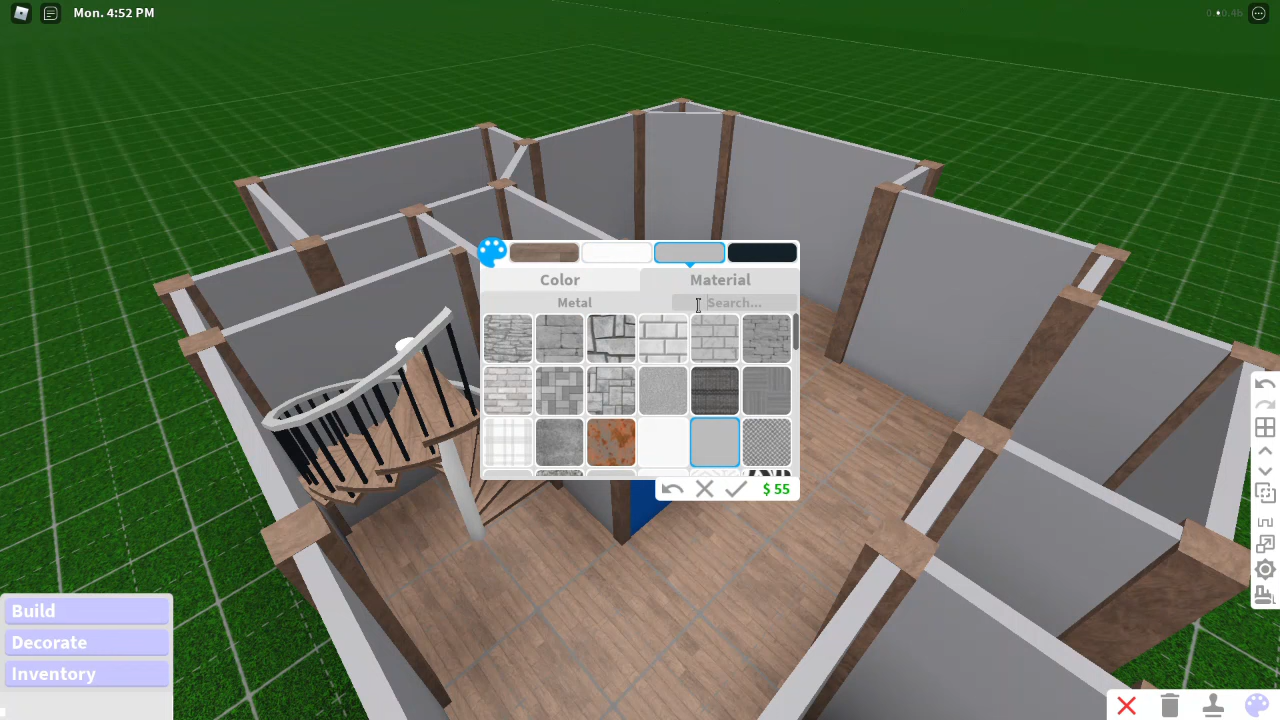 Mon. 4:52 PM
Color
Material
Metal
Search...
$ 55
Build
Decorate
Inventory